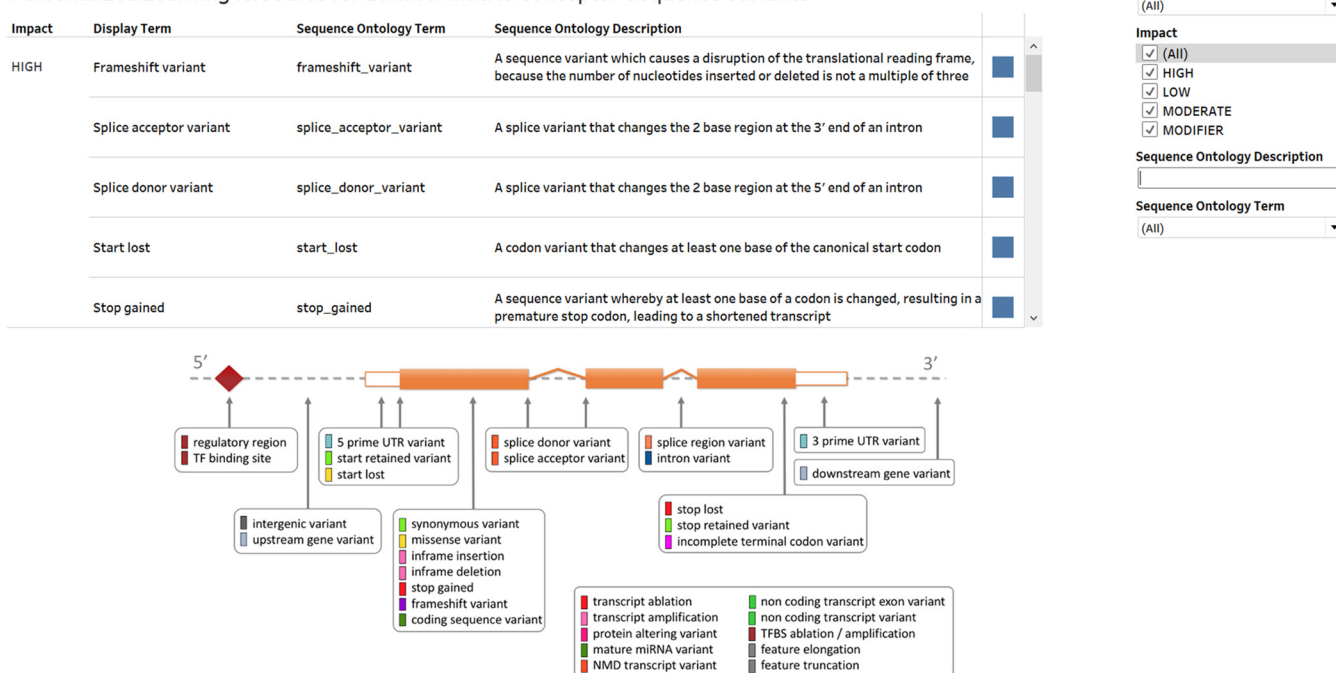 (All)
Impact Display Term Sequence Ontology Term Sequence Ontology Description
HIGH Frameshift variant frameshift_variant A sequence variant which causes a disruption of the translational reading frame,
because the number of nucleotides inserted or deleted is not a multiple of three
Splice acceptor variant splice_acceptor_variant A splice variant that changes the 2 base region at the 3' end of an intron
Splice donor variant splice_donor_variant A splice variant that changes the 2 base region at the 5' end of an intron
Start lost start_lost A codon variant that changes at least one base of the canonical start codon
Stop gained stop_gained A sequence variant whereby at least one base of a codon is changed, resulting in a
premature stop codon, leading to a shortened transcript
Impact
(All)
HIGH
LOW
MODERATE
MODIFIER
Sequence Ontology Description
Sequence Ontology Term
(All)
5'
3'
regulatory region
TF binding site
5 prime UTR variant
start retained variant
start lost
splice donor variant
splice acceptor variant
splice region variant
intron variant
3 prime UTR variant
downstream gene variant
intergenic variant
upstream gene variant
synonymous variant
missense variant
inframe insertion
inframe deletion
stop gained
frameshift variant
coding sequence variant
stop lost
stop retained variant
incomplete terminal codon variant
transcript ablation
transcript amplification
protein altering variant
mature miRNA variant
NMD transcript variant
non coding transcript exon variant
non coding transcript variant
TFBS ablation / amplification
feature elongation
feature truncation